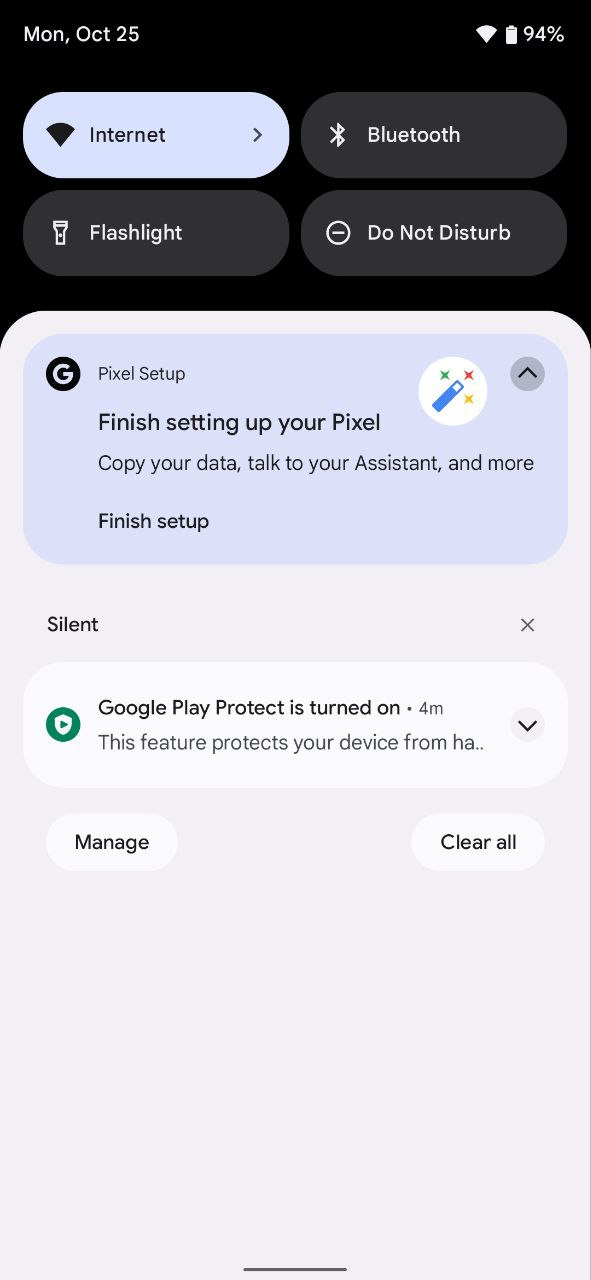 Mon, Oct 25
94%
Internet
Bluetooth
Flashlight
Do Not Disturb
Pixel Setup
Finish setting up your Pixel
Copy your data, talk to your Assistant, and more
Finish setup
Silent
Google Play Protect is turned on • 4m
This feature protects your device from ha..
Manage
Clear all